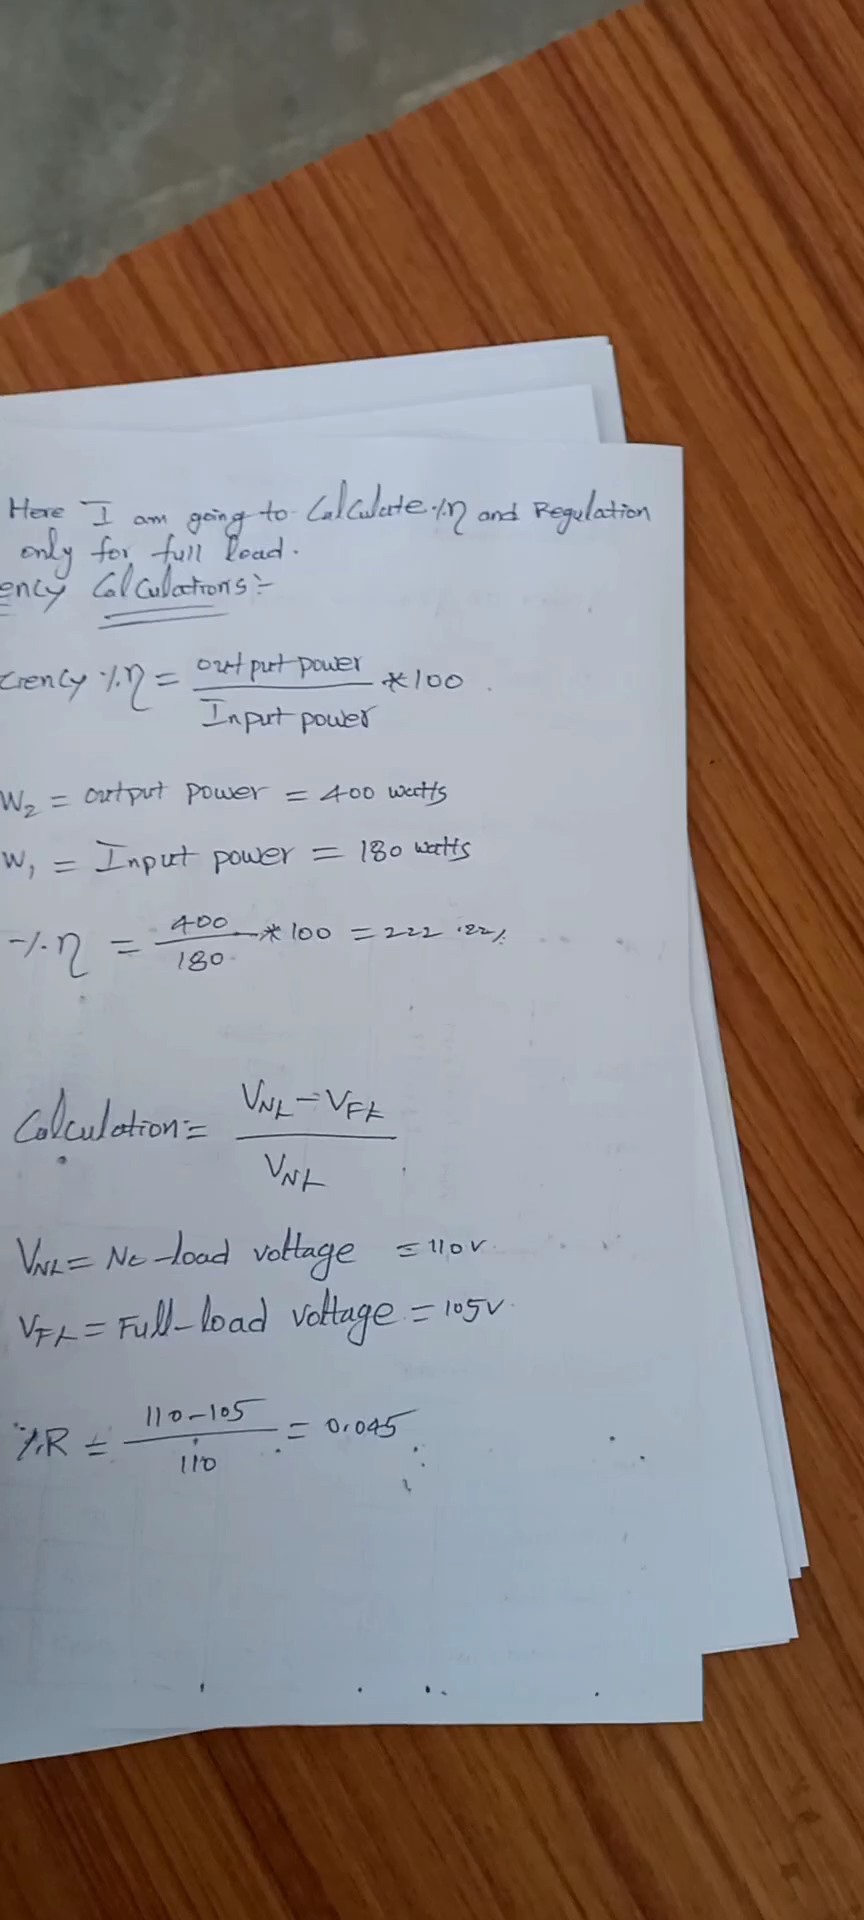 Here I am going to Calculate %η and Regulation
only for full load.
ency Calculations:-
ciency %η = output power / Input power * 100
W2 = output power = 400 watts
W1 = Input power = 180 watts
%η = 400 / 180 * 100 = 222.22%
Calculation = VNL - VFL / VNL
VNL = No-load voltage = 110V
VFL = Full-load voltage = 105V
%R = 110-105 / 110 = 0.045